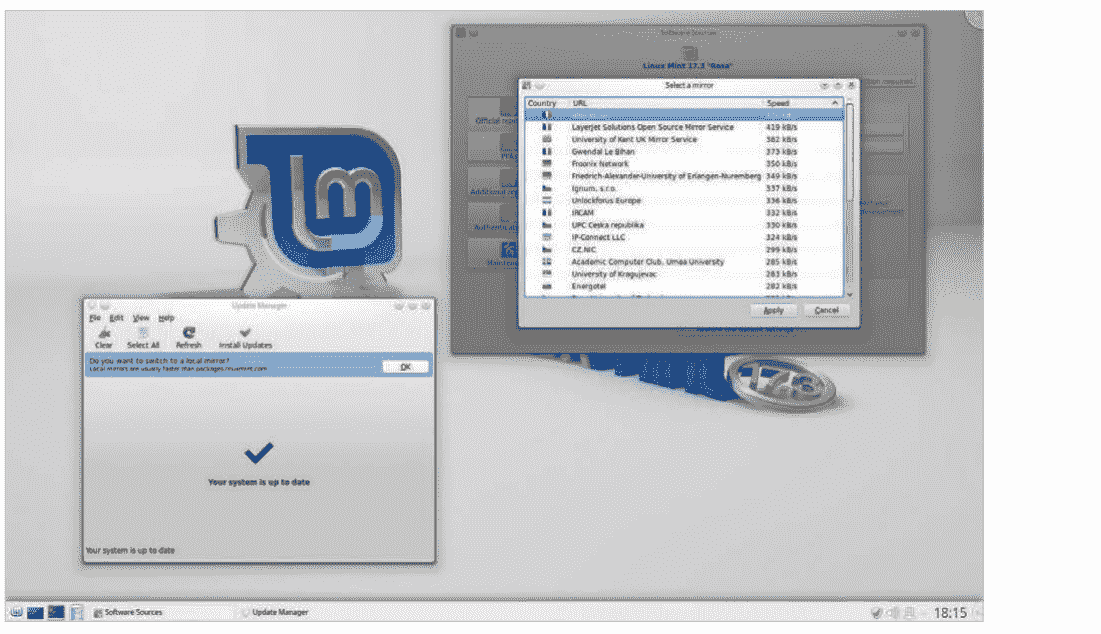 Software Sources
Linux Mint 17.3 "Rosa"
Select a mirror
Country URL Speed
Layerjet Solutions Open Source Mirror Service 419 kB/s
University of Kent UK Mirror Service 382 kB/s
Gwendal Le Bihan 373 kB/s
Froonix Network 350 kB/s
Friedrich-Alexander-University of Erlangen-Nuremberg 349 kB/s
Ignum, s.r.o. 337 kB/s
Unlockforus Europe 336 kB/s
IRCAM 332 kB/s
UPC Ceska republika 330 kB/s
IP-Connect LLC 324 kB/s
CZ.NIC 299 kB/s
Academic Computer Club, Umea University 285 kB/s
University of Kragujevac 283 kB/s
Energotel 282 kB/s
Apply Cancel
17.3
Update Manager
File Edit View Help
Clear Select All Refresh Install Updates
Do you want to switch to a local mirror?
Local mirrors are usually faster than packages.linuxmint.com.
OK
Your system is up to date
Your system is up to date
Software Sources Update Manager 18:15